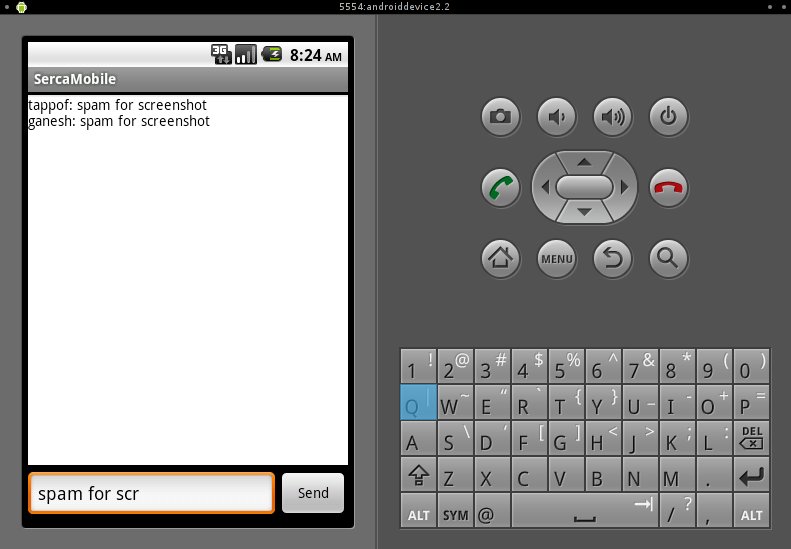 5554:androiddevice2.2
3G 8:24 AM
SercaMobile
tappof: spam for screenshot
ganesh: spam for screenshot
spam for scr
Send
MENU
1 ! 2 @ 3 # 4 $ 5 % 6 ^ 7 & 8 * 9 ( 0 )
Q | W ~ E “ R ` T { Y } U _ I - O + P =
A S \ D ‘ F [ G ] H < J > K ; L : DEL
Z X C V B N M .
ALT SYM @ / ? , ALT